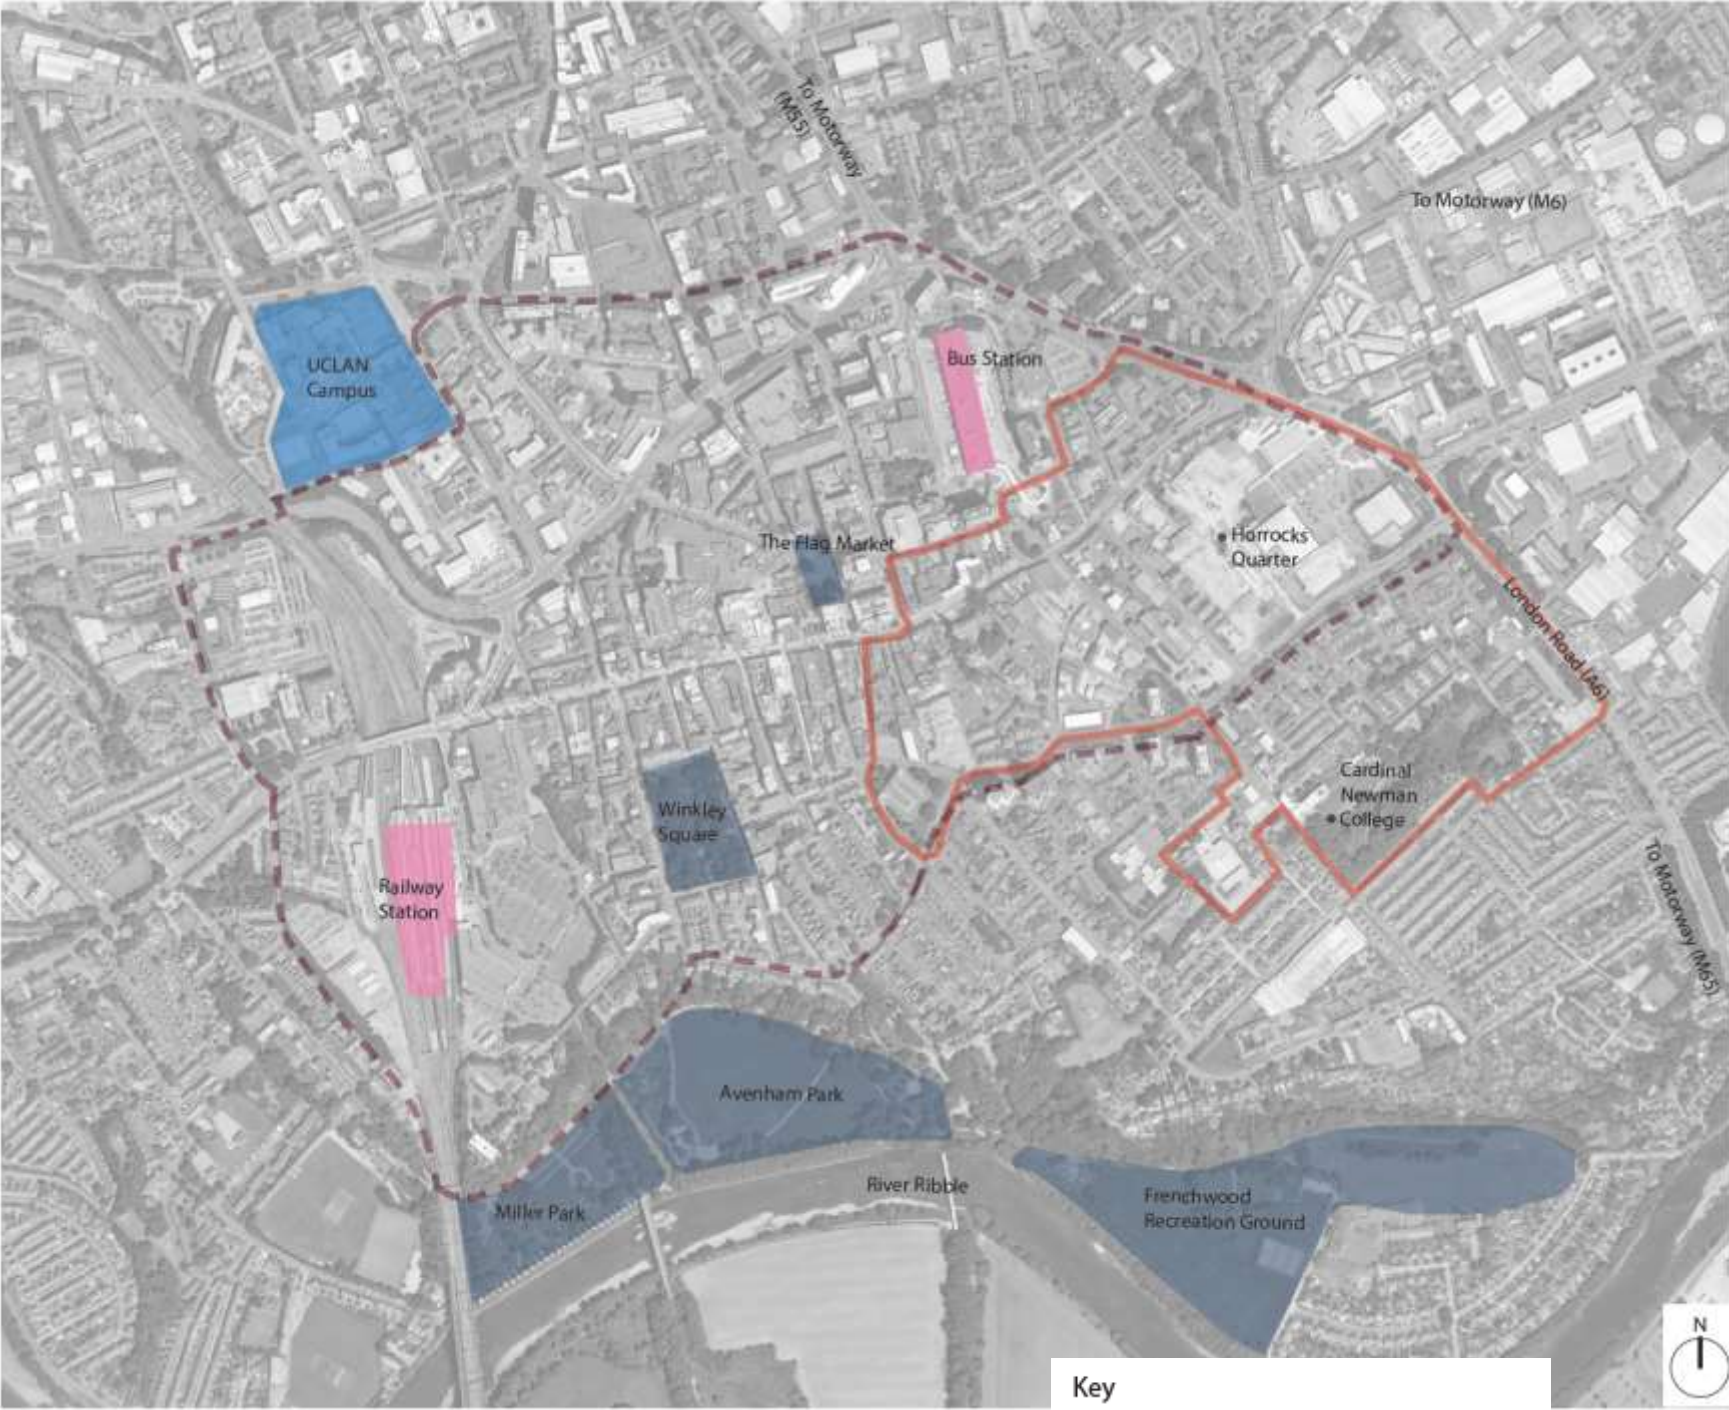 To Motorway
(M55)
To Motorway (M6)
UCLAN
Campus
Bus Station
The Flag Market
Horrocks
Quarter
London Road (A6)
Winkley
Square
Cardinal
Newman
College
Railway
Station
To Motorway (M65)
Avenham Park
River Ribble
Miller Park
Frenchwood
Recreation Ground
N
Key